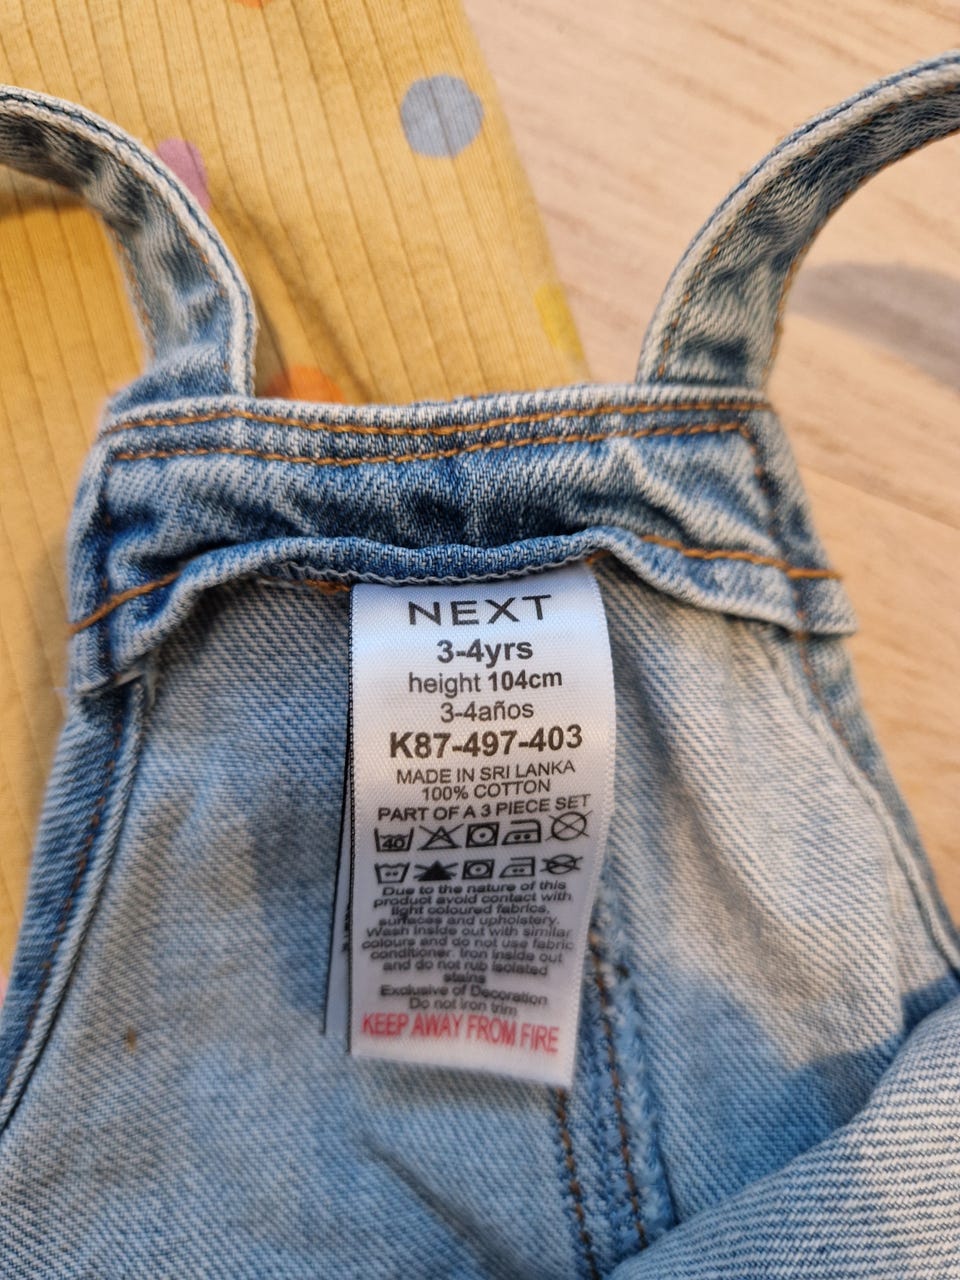 NEXT
3-4yrs
height 104cm
3-4años
K87-497-403
MADE IN SRI LANKA
100% COTTON
PART OF A 3 PIECE SET
40
Due to the nature of this
product avoid contact with
light coloured fabrics,
surfaces and upholstery.
Wash inside out with similar
colours and do not use fabric
conditioner. Iron inside out
and do not rub isolated
stains
Exclusive of Decoration
Do not iron trim
KEEP AWAY FROM FIRE